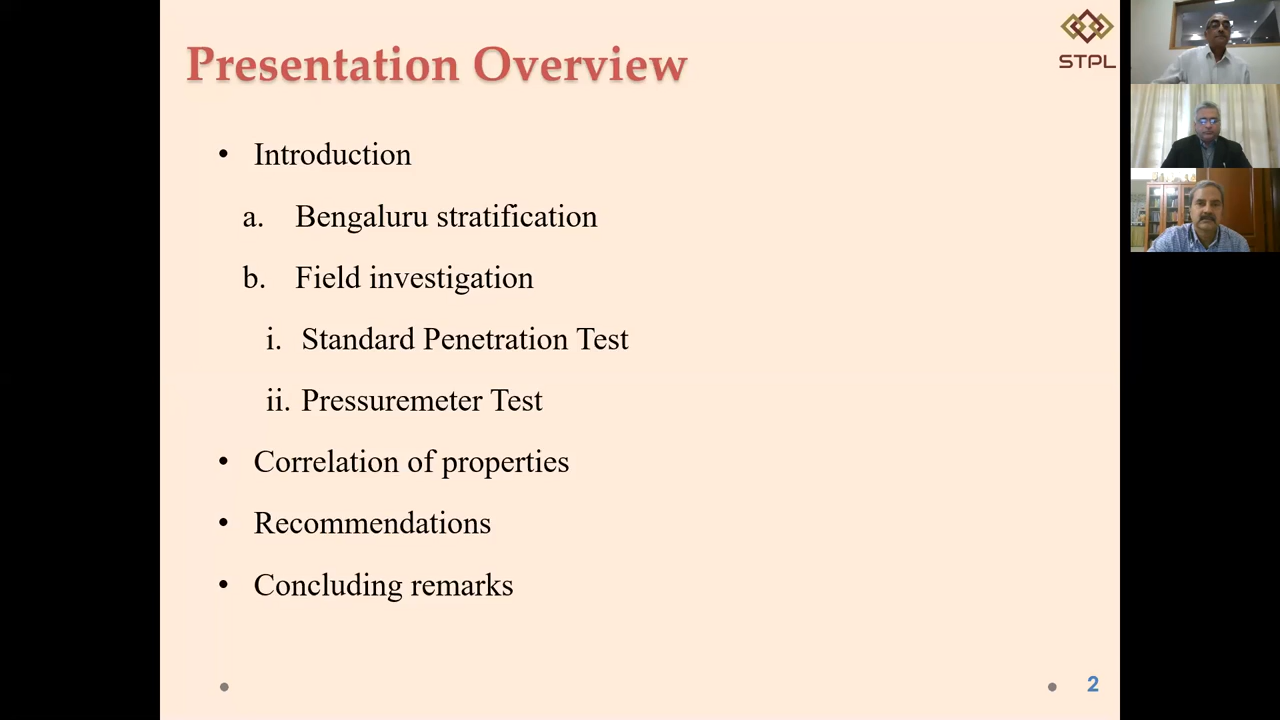 Presentation Overview
STPL
• Introduction
a. Bengaluru stratification
b. Field investigation
i. Standard Penetration Test
ii. Pressuremeter Test
• Correlation of properties
• Recommendations
• Concluding remarks
2